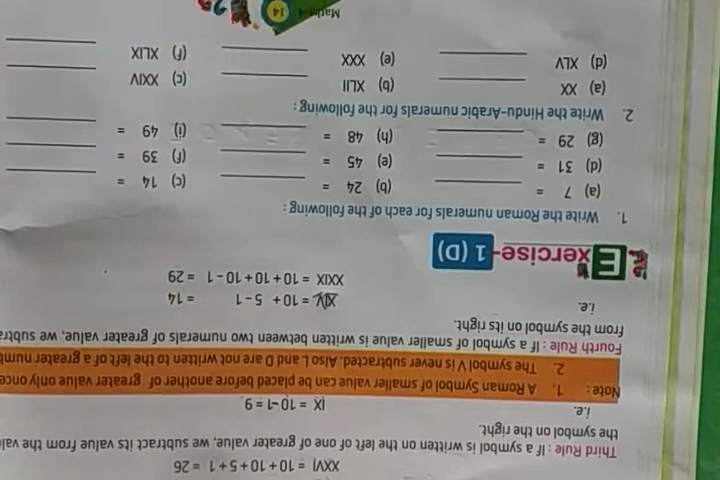 XXVI = 10 + 10 + 5 + 1 = 26
Third Rule : If a symbol is written on the left of one of greater value, we subtract its value from the
the symbol on the right.
i.e. IX = 10 – 1 = 9
Note : 1. A Roman Symbol of smaller value can be placed before another of greater value only once
2. The symbol V is never subtracted. Also L and D are not written to the left of a greater
Fourth Rule : If a symbol of smaller value is written between two numerals of greater value, we
from the symbol on its right.
i.e. XIV = 10 + 5 – 1 = 14
XXIX = 10 + 10 + 10 – 1 = 29
Exercise-1 (D)
1. Write the Roman numerals for each of the following :
(a) 7 = (b) 24 = (c) 14 =
(d) 31 = (e) 45 = (f) 39 =
(g) 29 = (h) 48 = (i) 49 =
2. Write the Hindu-Arabic numerals for the following :
(a) XX (b) XLII (c) XXIV
(d) XLV (e) XXX (f) XLIX
14